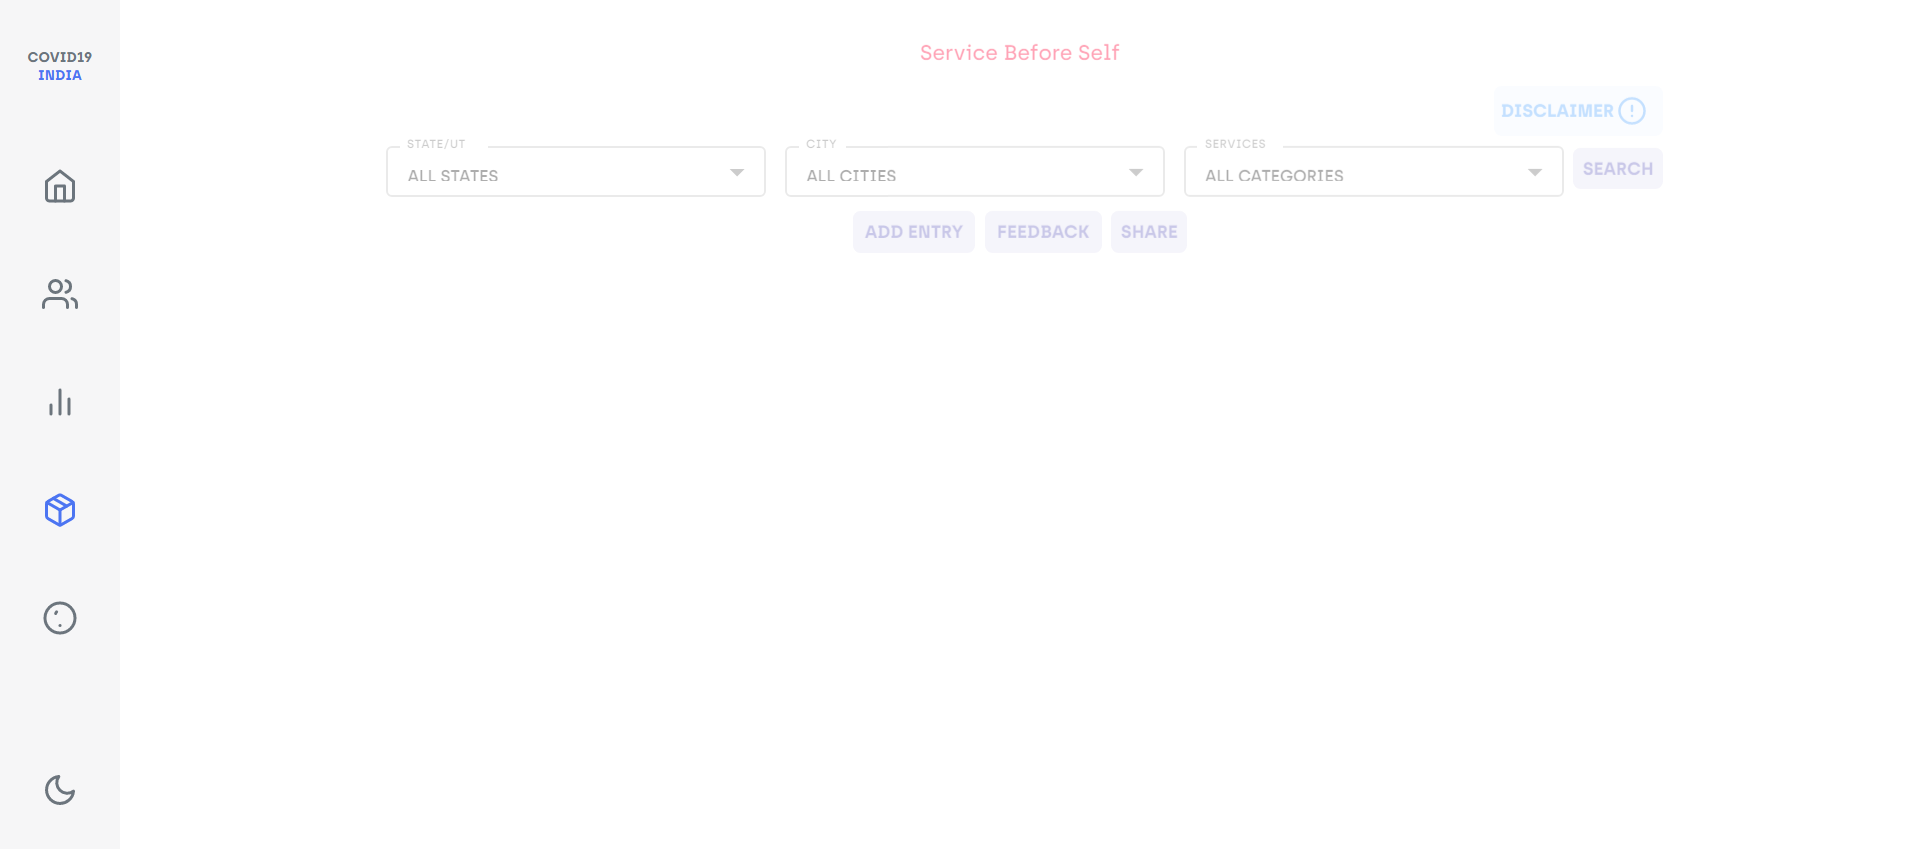 COVID19
INDIA
Service Before Self
DISCLAIMER
STATE/UT
ALL STATES
CITY
ALL CITIES
SERVICES
ALL CATEGORIES
SEARCH
ADD ENTRY
FEEDBACK
SHARE